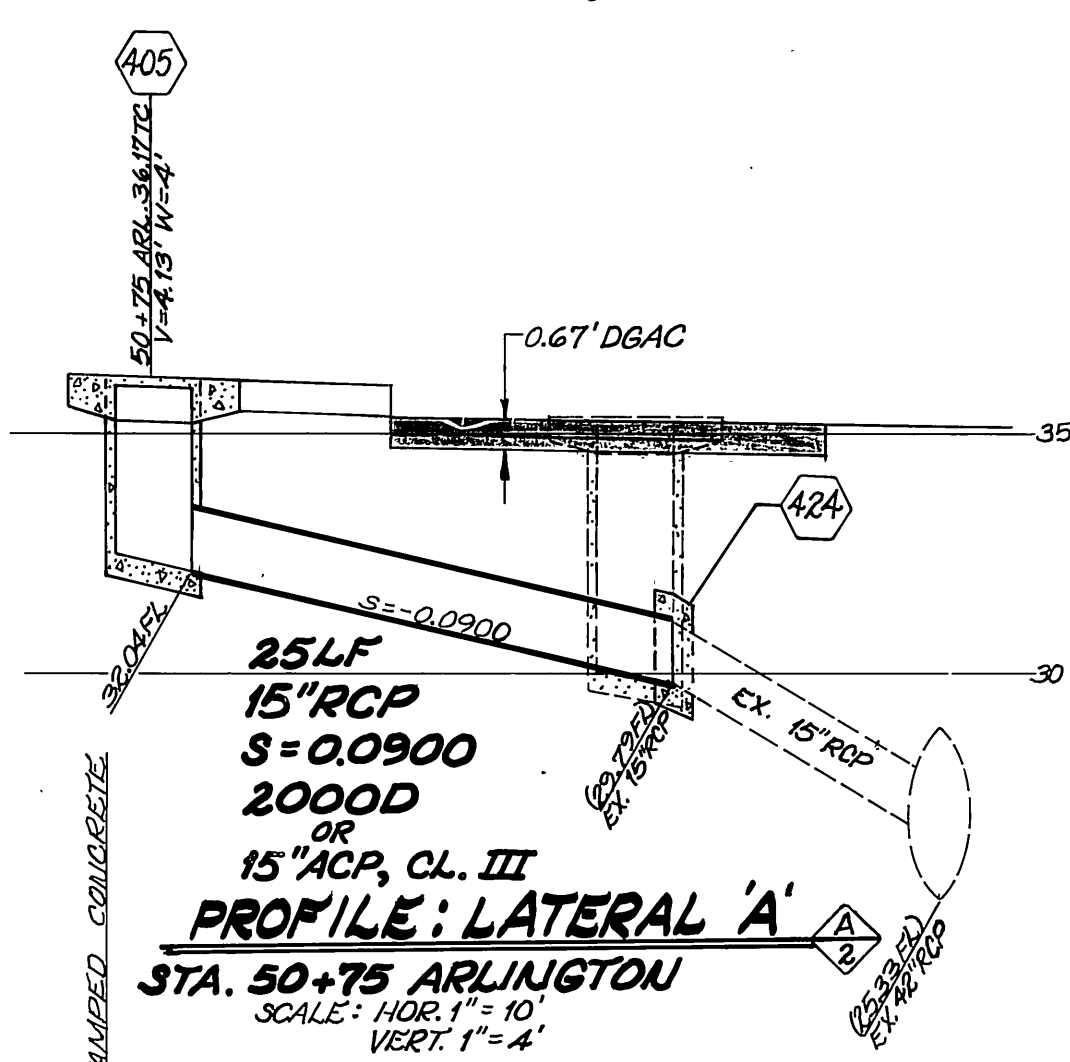 405
50+75 ARL. 36.17TC
V=4.13' W=4'
0.67' DGAC
35
424
S=-0.0900
32.04FL
30
25LF
15"RCP
S=0.0900
2000D
OR
15"ACP, CL. III
(29.79FL)
EX. 15"RCP
EX. 15"RCP
(25.33FL)
EX. 42"RCP
AMPED CONCRETE
PROFILE: LATERAL 'A'
A
2
STA. 50+75 ARLINGTON
SCALE: HOR. 1"=10'
VERT. 1"=4'